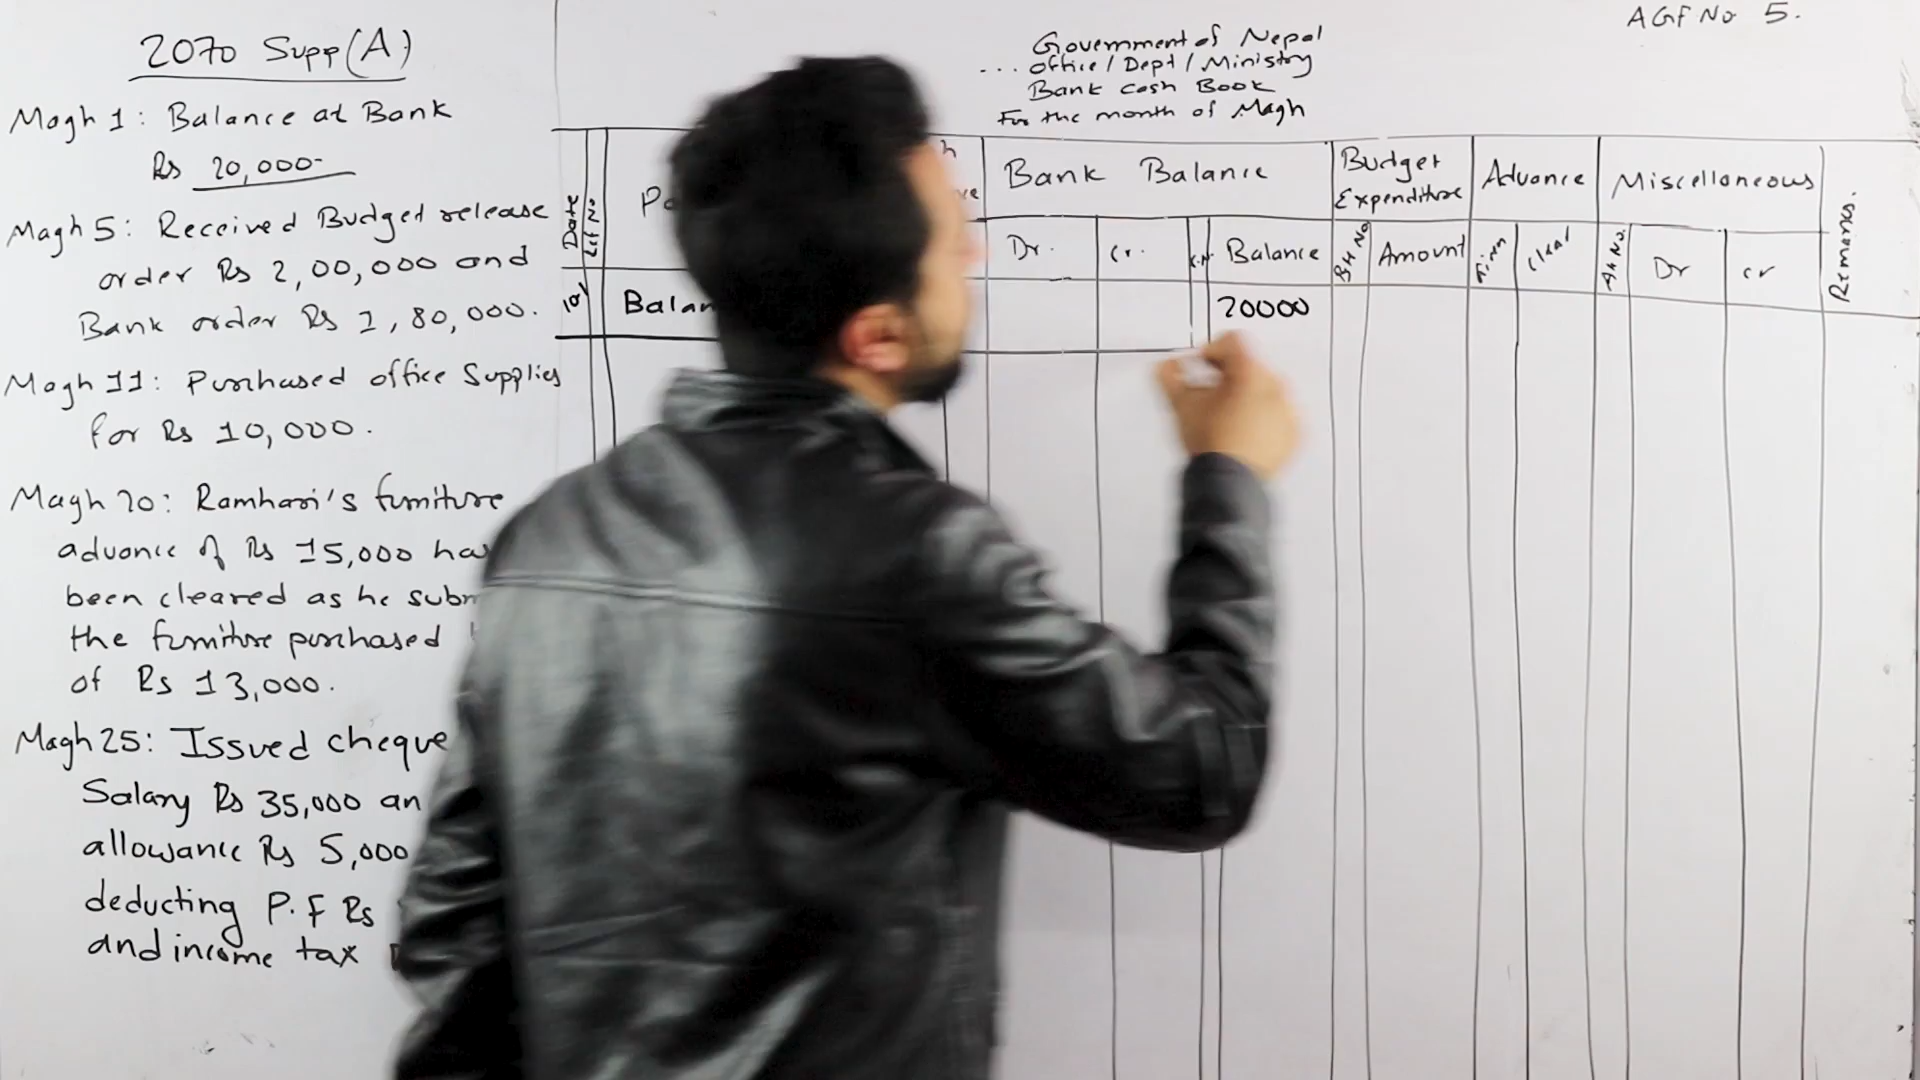 2070 Supp(A)
Magh 1: Balance at Bank
Rs 20,000-
Magh 5: Received Budget release
order Rs 2,00,000 and
Bank order Rs 1,80,000.
Magh 11: Purchased office Supplies
for Rs 10,000.
Magh 20: Ramhari's furniture
advance of Rs 15,000 has
been cleared as he
the furniture purchased
of Rs 13,000.
Magh 25: Issued cheque
Salary Rs 35,000
allowance Rs 5,000
deducting P.F Rs
and income tax
AGF No 5.
Government of Nepal
... office / Dept / Ministry
Bank cash Book
For the month of Magh
Date
Bank Balance
Budget
Expenditure
Advance
Miscellaneous
Remarks.
Dr.
Cr.
Balance
BH No
Amount
Dr
Cr
20000